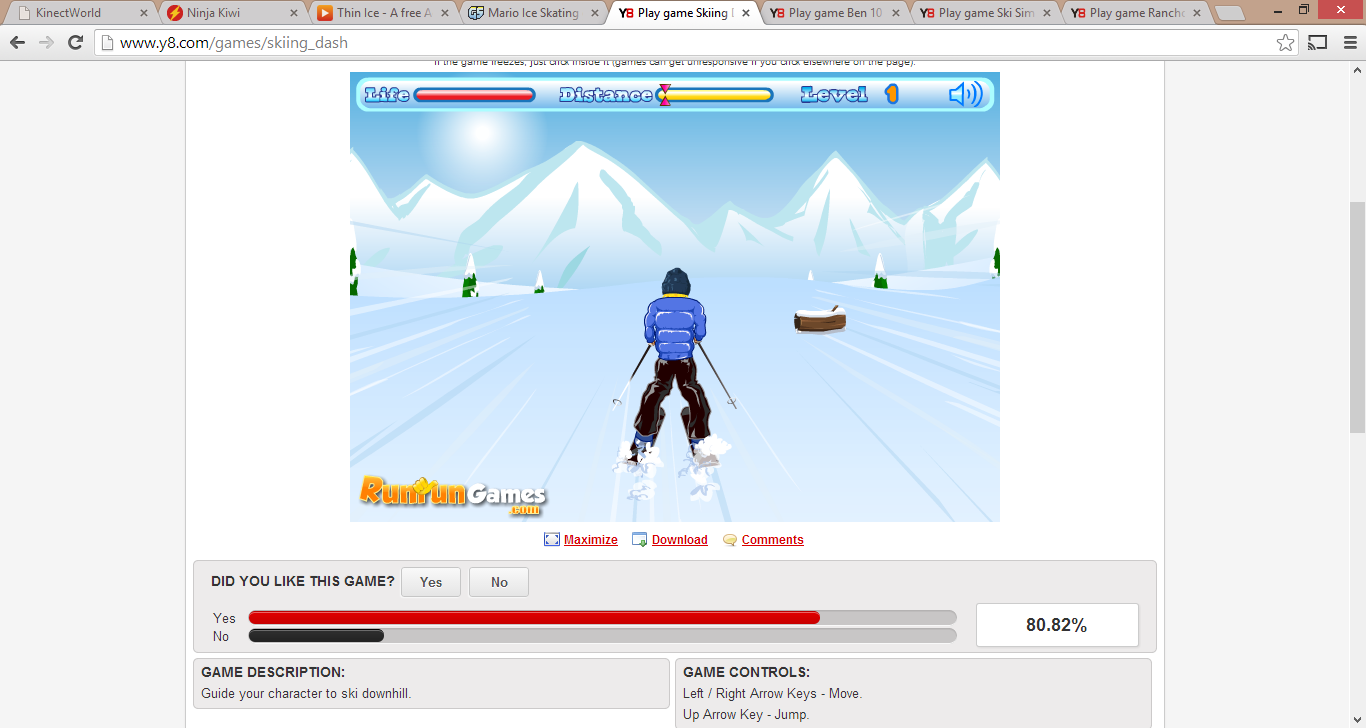 KinectWorld
Ninja Kiwi
Thin Ice - A free A
Mario Ice Skating
Y8 Play game Skiing D
Y8 Play game Ben 10
Y8 Play game Ski Sim
Y8 Play game Ranch
www.y8.com/games/skiing_dash
If the game freezes, just click inside it (games can get unresponsive if you click elsewhere on the page).
Life Distance Level 1
RunRunGames
.com
Maximize Download Comments
DID YOU LIKE THIS GAME? Yes No
Yes
No
80.82%
GAME DESCRIPTION:
Guide your character to ski downhill.
GAME CONTROLS:
Left / Right Arrow Keys - Move.
Up Arrow Key - Jump.